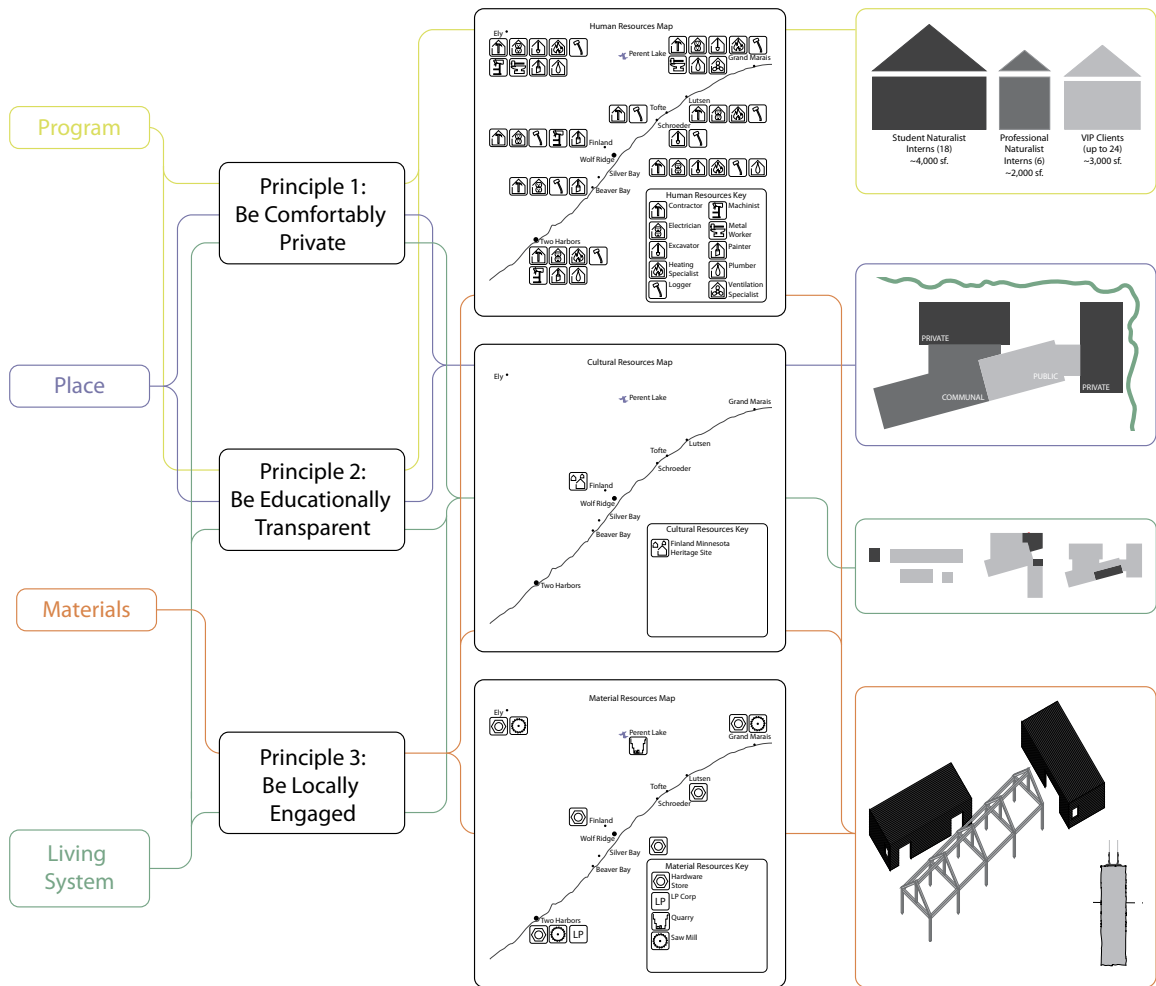 Program
Place
Materials
Living
System
Principle 1:
Be Comfortably
Private
Principle 2:
Be Educationally
Transparent
Principle 3:
Be Locally
Engaged
Human Resources Map
Ely
Perent Lake
Grand Marais
Lutsen
Tofte
Schroeder
Finland
Wolf Ridge
Silver Bay
Beaver Bay
Two Harbors
Human Resources Key
Contractor
Electrician
Excavator
Heating
Specialist
Logger
Machinist
Metal
Worker
Painter
Plumber
Ventilation
Specialist
Cultural Resources Map
Ely
Perent Lake
Grand Marais
Lutsen
Tofte
Schroeder
Finland
Wolf Ridge
Silver Bay
Beaver Bay
Two Harbors
Cultural Resources Key
Finland Minnesota
Heritage Site
Material Resources Map
Ely
Perent Lake
Grand Marais
Lutsen
Tofte
Schroeder
Finland
Wolf Ridge
Silver Bay
Beaver Bay
Two Harbors
LP
Material Resources Key
Hardware
Store
LP
LP Corp
Quarry
Saw Mill
Student Naturalist
Interns (18)
~4,000 sf.
Professional
Naturalist
Interns (6)
~2,000 sf.
VIP Clients
(up to 24)
~3,000 sf.
PRIVATE
PUBLIC
PRIVATE
COMMUNAL